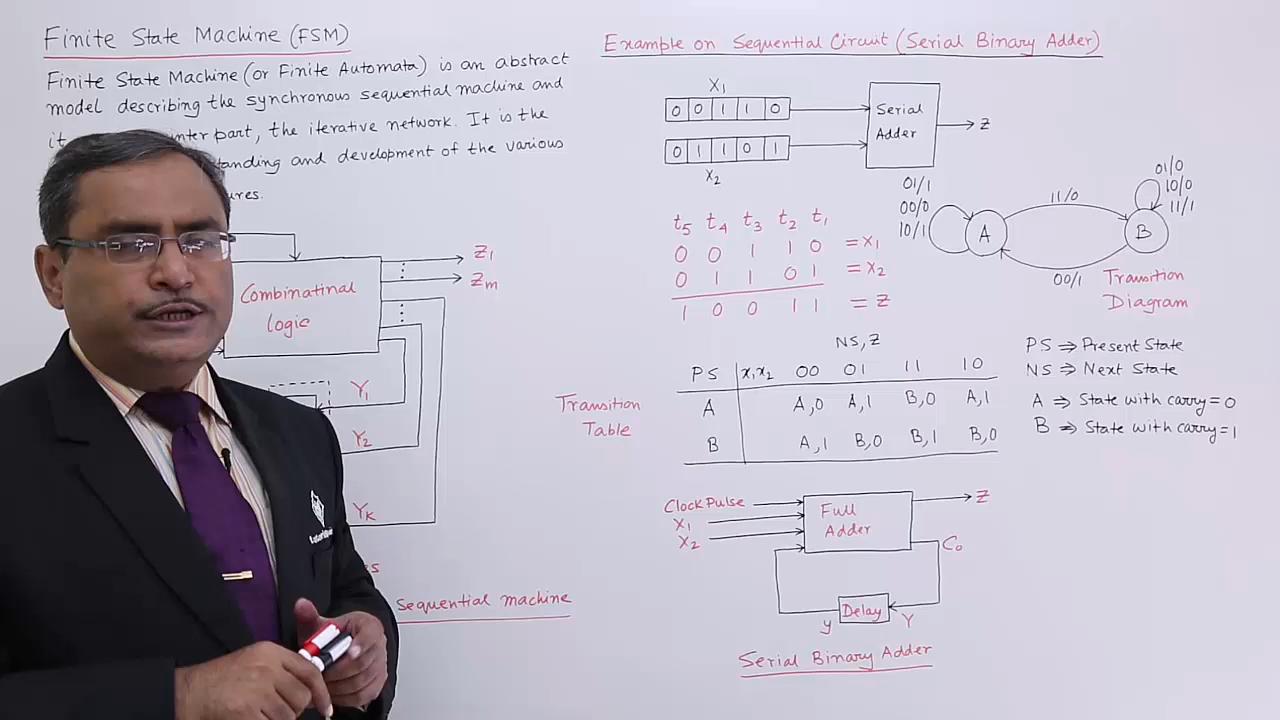 Finite State Machine (FSM)
Finite State Machine (or Finite Automata) is an abstract
model describing the synchronous sequential machine and
part, the iterative network. It is the
and development of the various
Combinatinal
logic
Z1
Zm
Y1
Y2
YK
Sequential machine
Example on Sequential Circuit (Serial Binary Adder)
X1
0 0 1 1 0
0 1 1 0 1
X2
Serial
Adder
Z
t5 t4 t3 t2 t1
0 0 1 1 0 = X1
0 1 1 0 1 = X2
1 0 0 1 1 = Z
01/1
00/0
10/1
A
11/0
00/1
B
01/0
10/0
11/1
Transition
Diagram
NS, Z
PS x1x2 00 01 11 10
A A,0 A,1 B,0 A,1
B A,1 B,0 B,1 B,0
Transition
Table
PS ⇒ Present State
NS ⇒ Next State
A ⇒ State with carry = 0
B ⇒ State with carry = 1
Clock Pulse
X1
X2
Full
Adder
Z
C0
Delay
y
Y
Serial Binary Adder